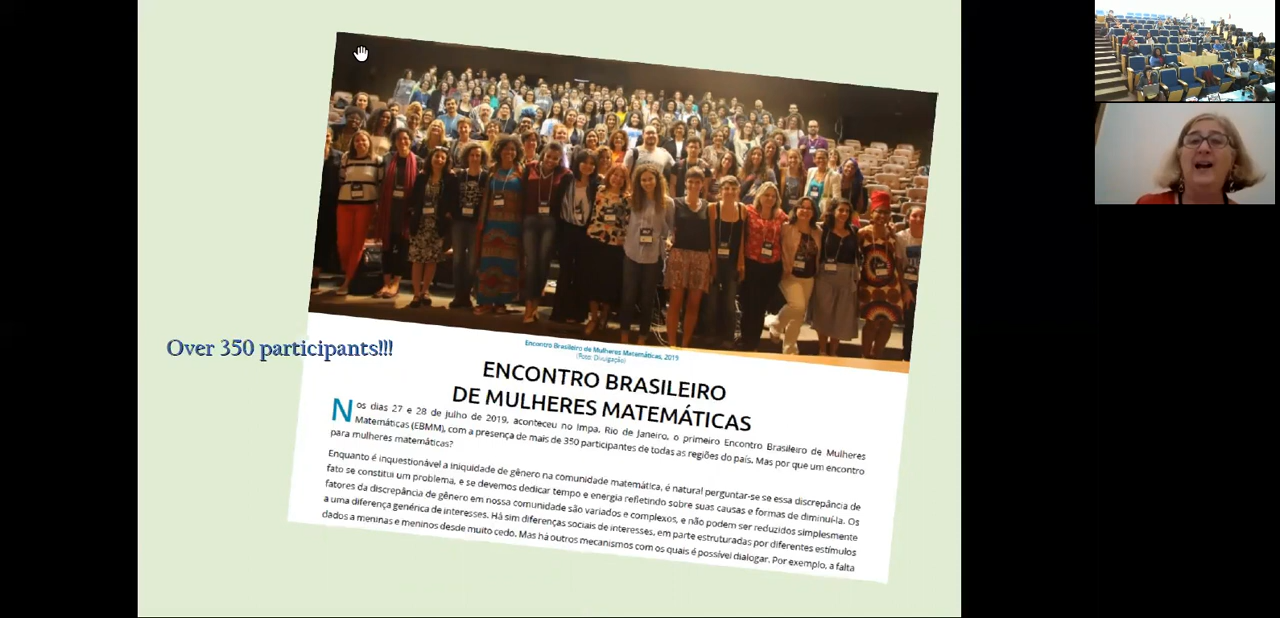 Over 350 participants!!!
Encontro Brasileiro de Mulheres Matemáticas, 2019
(Foto: Divulgação)
ENCONTRO BRASILEIRO
DE MULHERES MATEMÁTICAS
Nos dias 27 e 28 de julho de 2019, aconteceu no Impa, Rio de Janeiro, o primeiro Encontro Brasileiro de Mulheres
Matemáticas (EBMM), com a presença de mais de 350 participantes de todas as regiões do país. Mas por que um encontro
para mulheres matemáticas?
Enquanto é inquestionável a iniquidade de gênero na comunidade matemática, é natural perguntar-se se essa discrepância de
fato se constitui um problema, e se devemos dedicar tempo e energia refletindo sobre suas causas e formas de diminuí-la. Os
fatores da discrepância de gênero em nossa comunidade são variados e complexos, e não podem ser reduzidos simplesmente
a uma diferença genérica de interesses. Há sim diferenças sociais de interesses, em parte estruturadas por diferentes estímulos
dados a meninas e meninos desde muito cedo. Mas há outros mecanismos com os quais é possível dialogar. Por exemplo, a falta